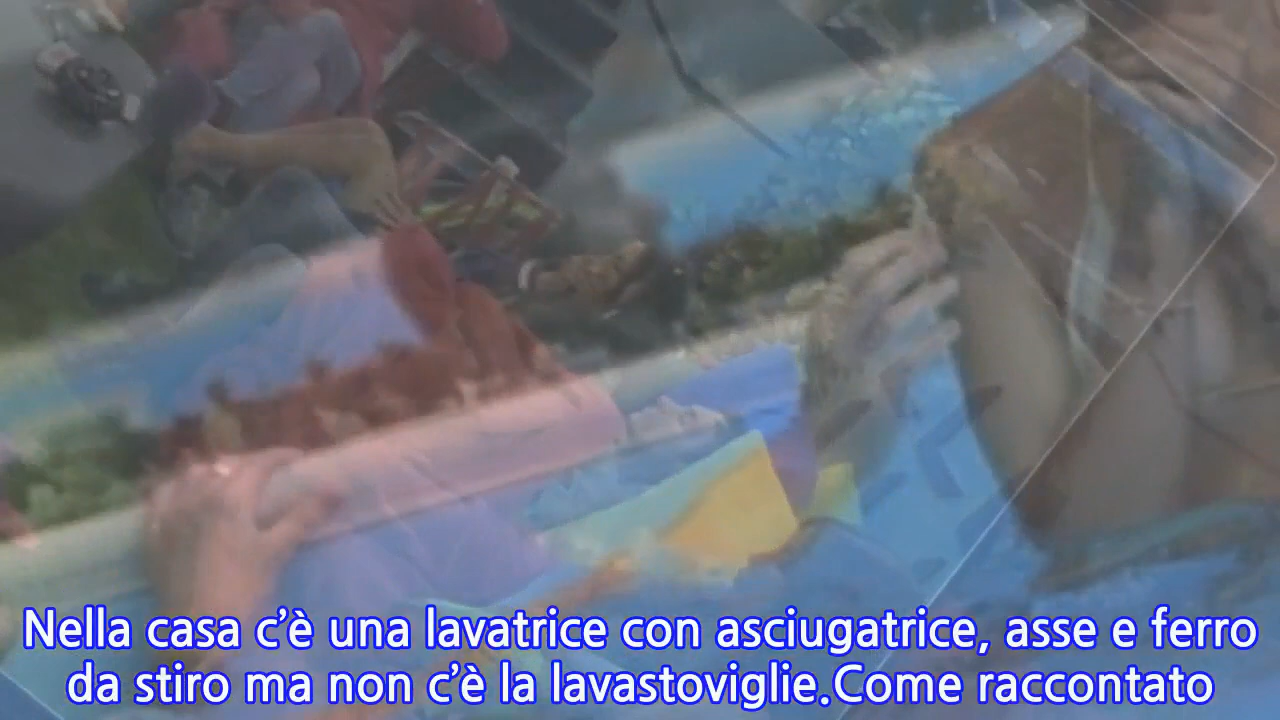 Nella casa c’è una lavatrice con asciugatrice, asse e ferro
da stiro ma non c’è la lavastoviglie.Come raccontato